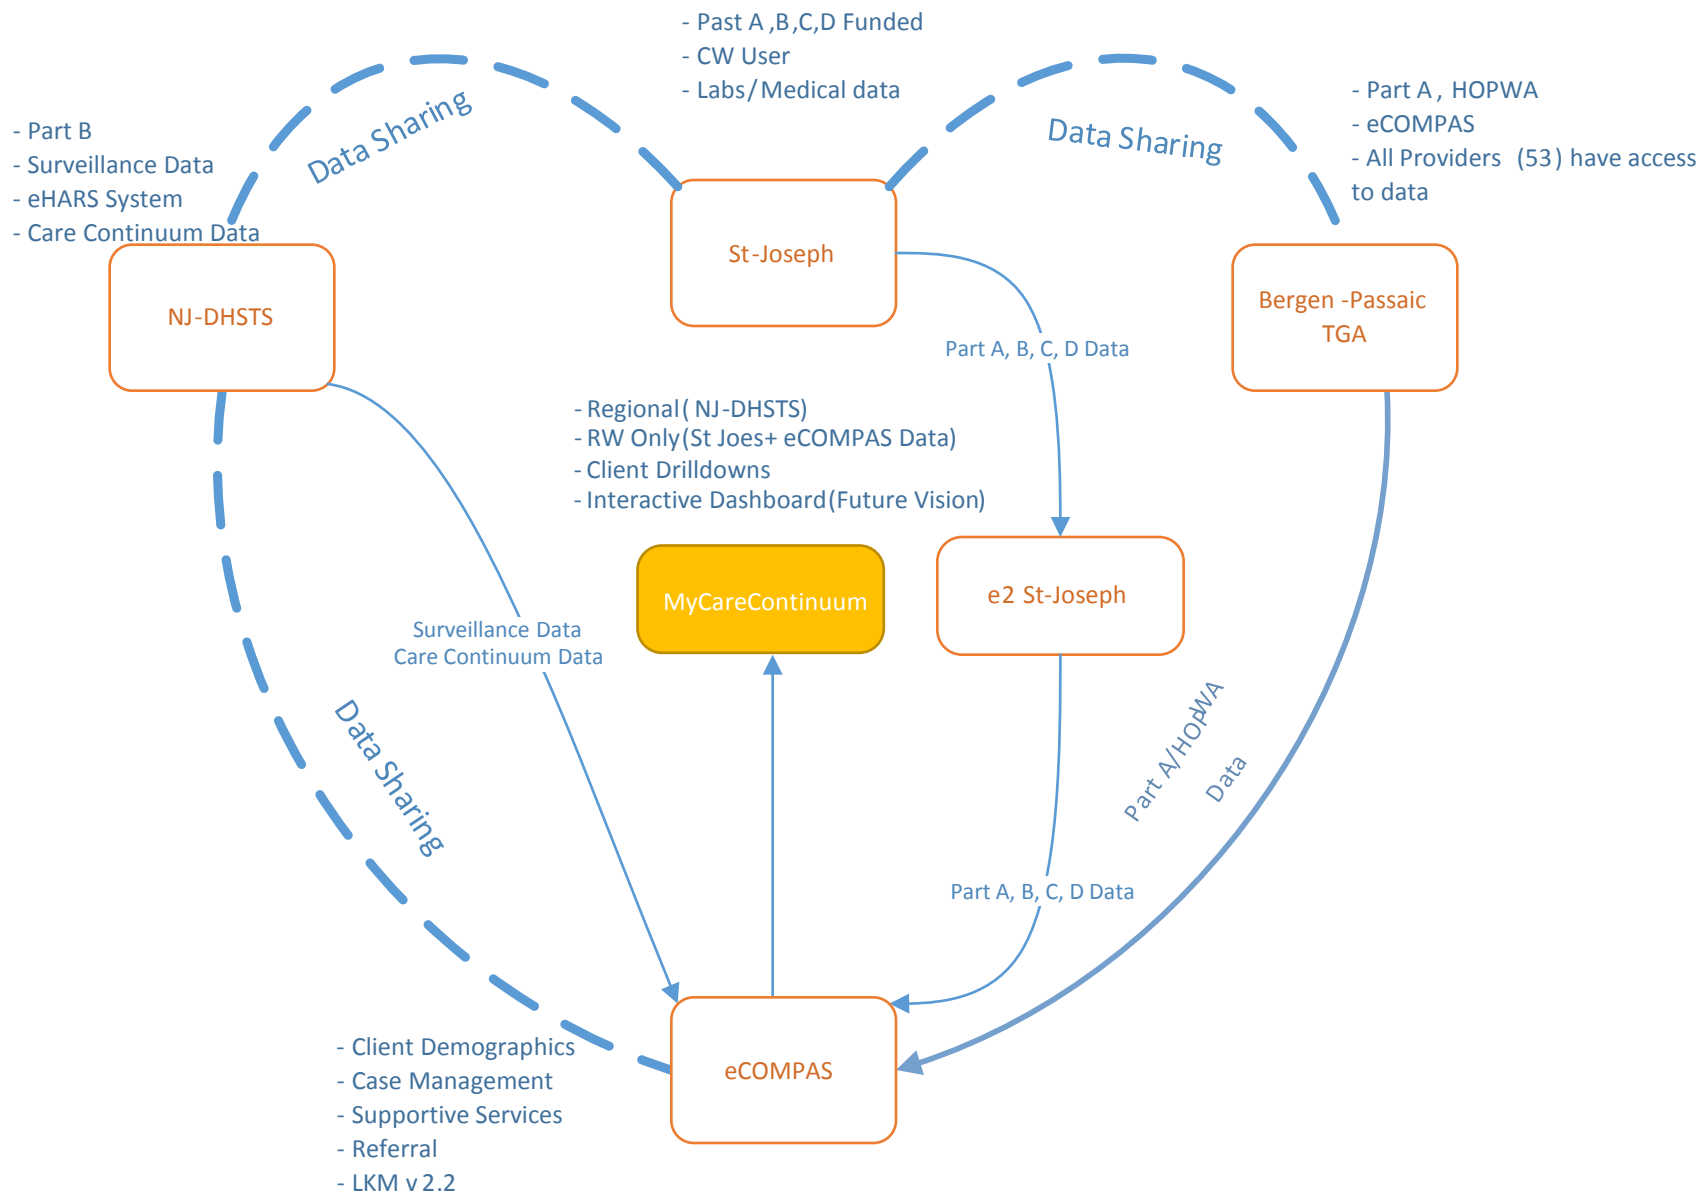 - Past A ,B,C,D Funded
- CW User
- Labs/Medical data
- Part A , HOPWA
- eCOMPAS
- All Providers (53) have access
to data
- Part B
- Surveillance Data
- eHARS System
- Care Continuum Data
Data Sharing
Data Sharing
St-Joseph
NJ-DHSTS
Bergen -Passaic
TGA
Part A, B, C, D Data
- Regional( NJ-DHSTS)
- RW Only(St Joes+ eCOMPAS Data)
- Client Drilldowns
- Interactive Dashboard(Future Vision)
MyCareContinuum
e2 St-Joseph
Surveillance Data
Care Continuum Data
Data Sharing
Part A/HOPWA
Data
Part A, B, C, D Data
eCOMPAS
- Client Demographics
- Case Management
- Supportive Services
- Referral
- LKM v 2.2